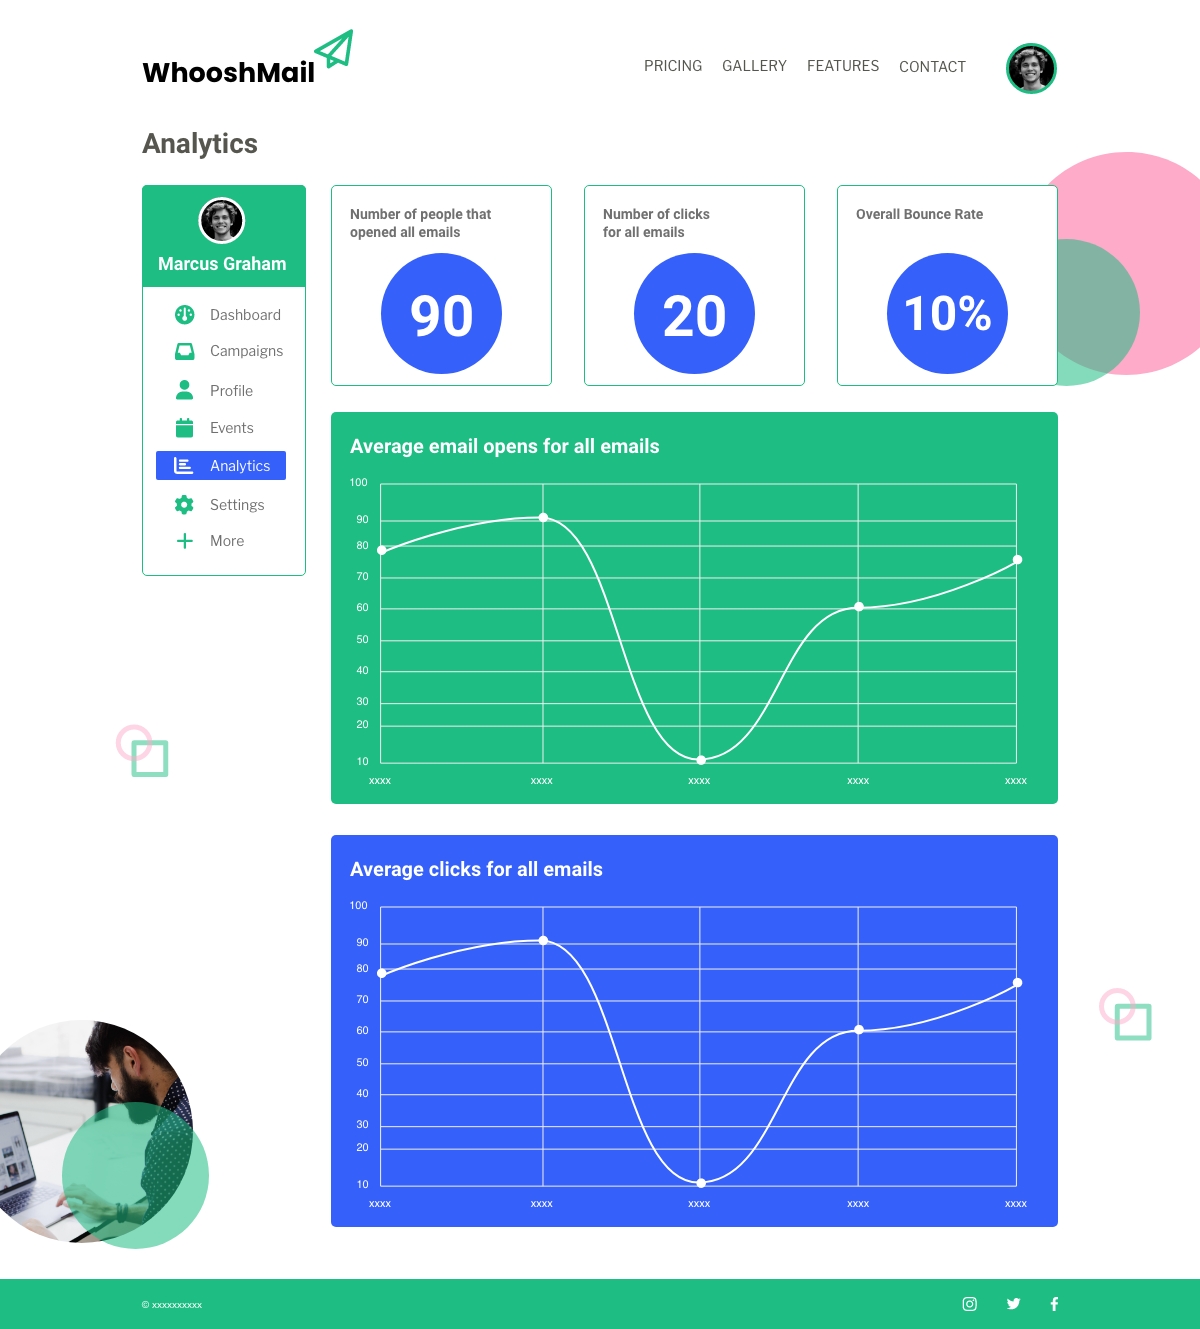 WhooshMail
PRICING GALLERY FEATURES CONTACT
Analytics
Marcus Graham
Dashboard
Campaigns
Profile
Events
Analytics
Settings
More
Number of people that
opened all emails
90
Number of clicks
for all emails
20
Overall Bounce Rate
10%
Average email opens for all emails
100
90
80
70
60
50
40
30
20
10
xxxx xxxx xxxx xxxx xxxx
Average clicks for all emails
100
90
80
70
60
50
40
30
20
10
xxxx xxxx xxxx xxxx xxxx
© xxxxxxxxxx